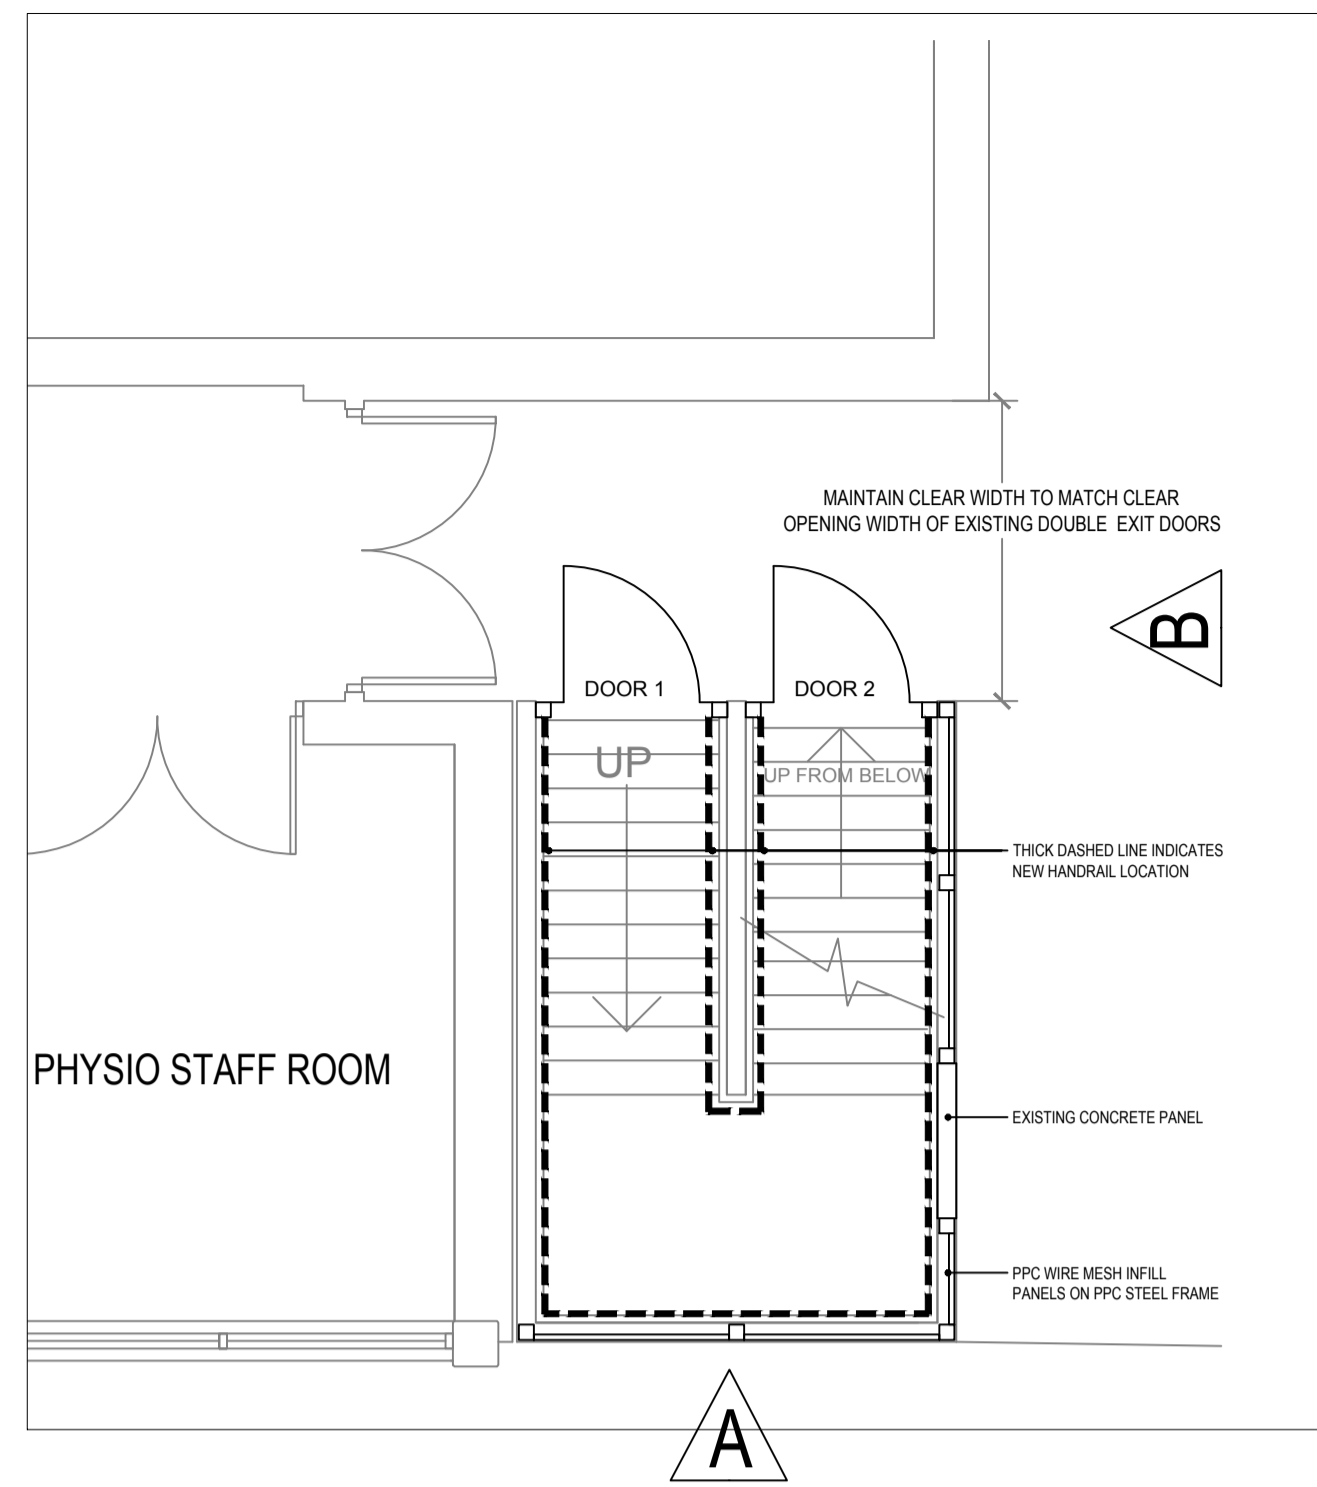 MAINTAIN CLEAR WIDTH TO MATCH CLEAR
OPENING WIDTH OF EXISTING DOUBLE EXIT DOORS
B
DOOR 1
DOOR 2
UP
UP FROM BELOW
THICK DASHED LINE INDICATES
NEW HANDRAIL LOCATION
PHYSIO STAFF ROOM
EXISTING CONCRETE PANEL
PPC WIRE MESH INFILL
PANELS ON PPC STEEL FRAME
A